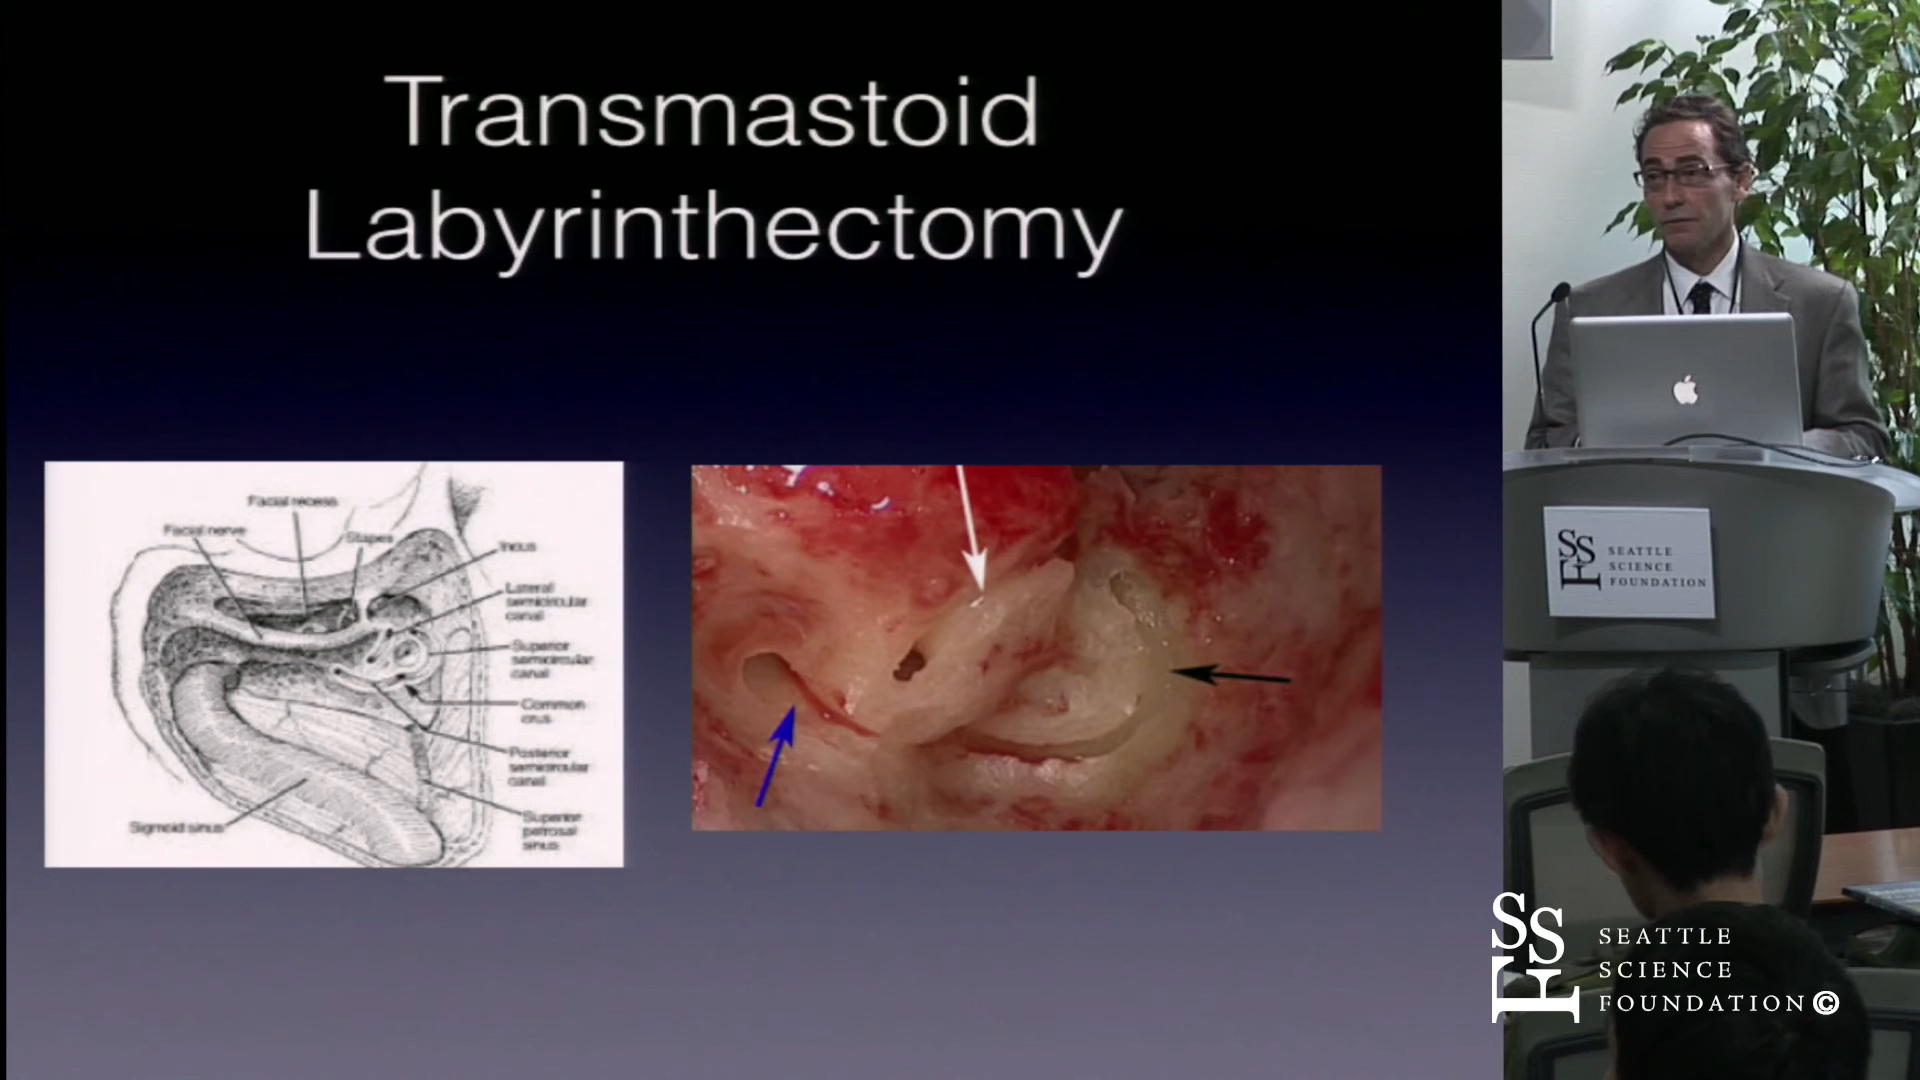 Transmastoid
Labyrinthectomy
Facial recess
Facial nerve
Stapes
Incus
Lateral
semicircular
canal
Superior
semicircular
canal
Common
crus
Posterior
semicircular
canal
Superior
petrosal
sinus
Sigmoid sinus
SSF
SEATTLE
SCIENCE
FOUNDATION
SSF
SEATTLE
SCIENCE
FOUNDATION©